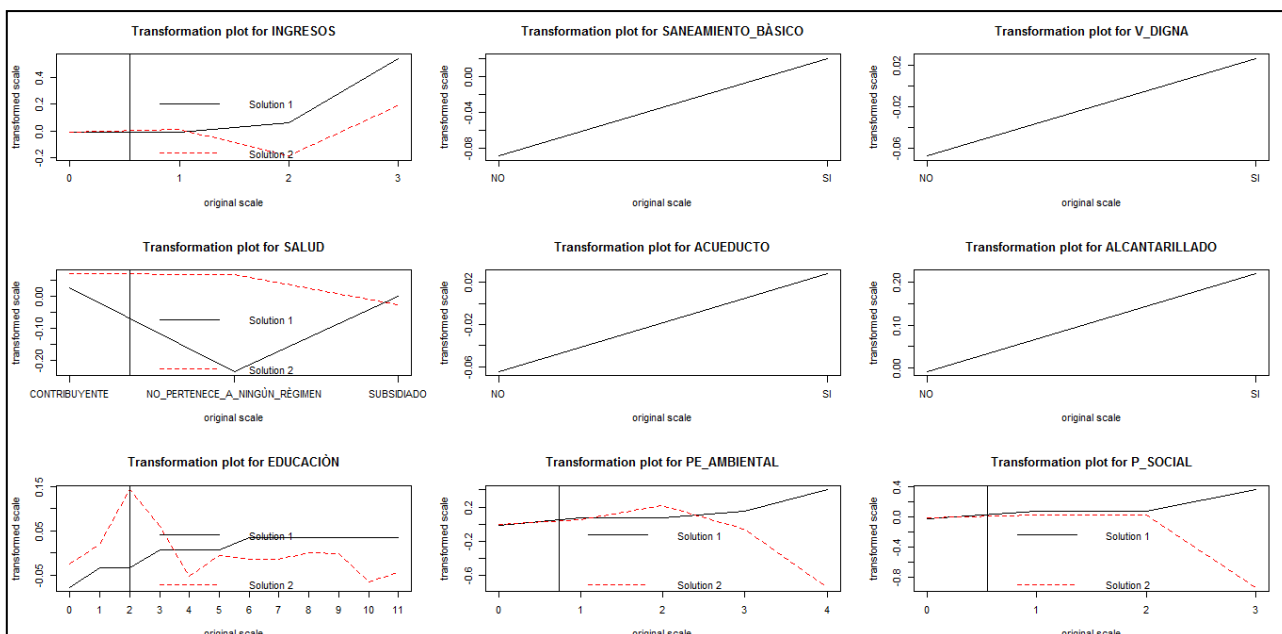 Transformation plot for INGRESOS
transformed scale
0.4
0.2
0.0
-0.2
Solution 1
Solution 2
0 1 2 3
original scale
Transformation plot for SANEAMIENTO_BÀSICO
transformed scale
0.00
-0.04
-0.08
NO SI
original scale
Transformation plot for V_DIGNA
transformed scale
0.02
-0.02
-0.06
NO SI
original scale
Transformation plot for SALUD
transformed scale
0.00
-0.10
-0.20
Solution 1
Solution 2
CONTRIBUYENTE NO_PERTENECE_A_NINGÙN_RÈGIMEN SUBSIDIADO
original scale
Transformation plot for ACUEDUCTO
transformed scale
0.02
-0.02
-0.06
NO SI
original scale
Transformation plot for ALCANTARILLADO
transformed scale
0.20
0.10
0.00
NO SI
original scale
Transformation plot for EDUCACIÒN
transformed scale
0.15
0.05
-0.05
Solution 1
Solution 2
0 1 2 3 4 5 6 7 8 9 10 11
original scale
Transformation plot for PE_AMBIENTAL
transformed scale
0.2
-0.2
-0.6
Solution 1
Solution 2
0 1 2 3 4
original scale
Transformation plot for P_SOCIAL
transformed scale
0.4
0.0
-0.4
-0.8
Solution 1
Solution 2
0 1 2 3
original scale